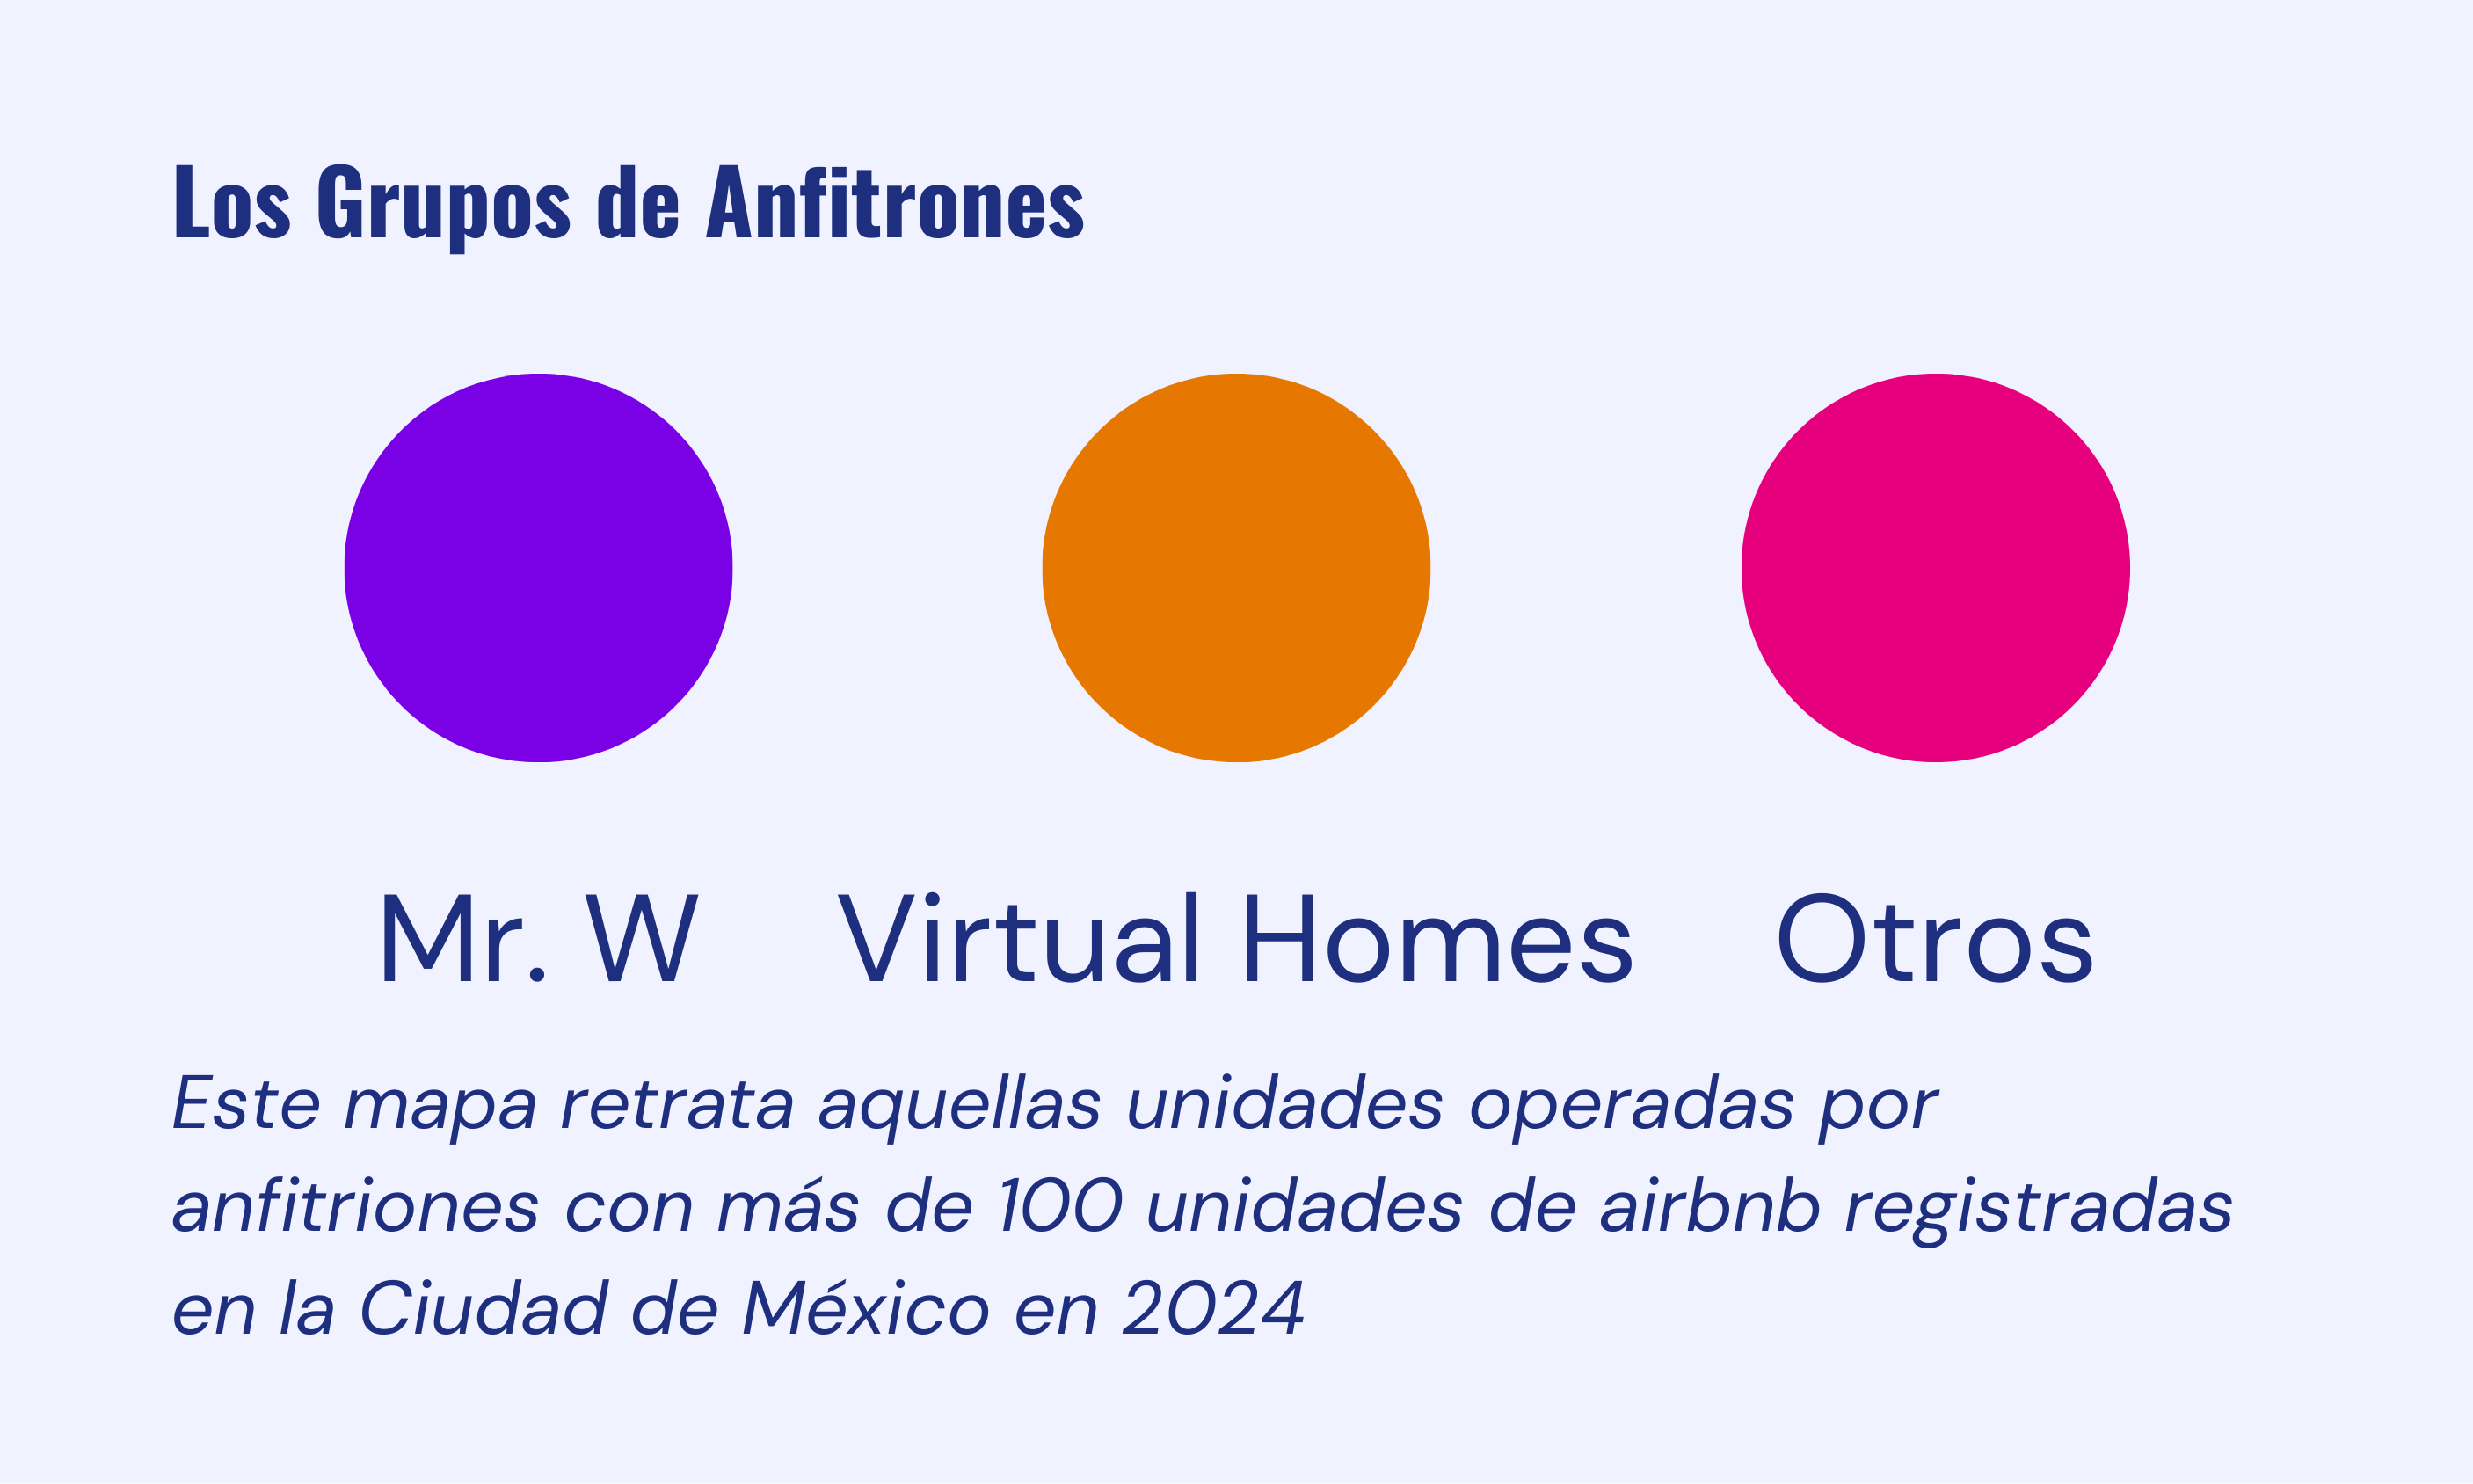 Los Grupos de Anfitrones
Mr. W Virtual Homes Otros
Este mapa retrata aquellas unidades operadas por
anfitriones con más de 100 unidades de airbnb registradas
en la Ciudad de México en 2024